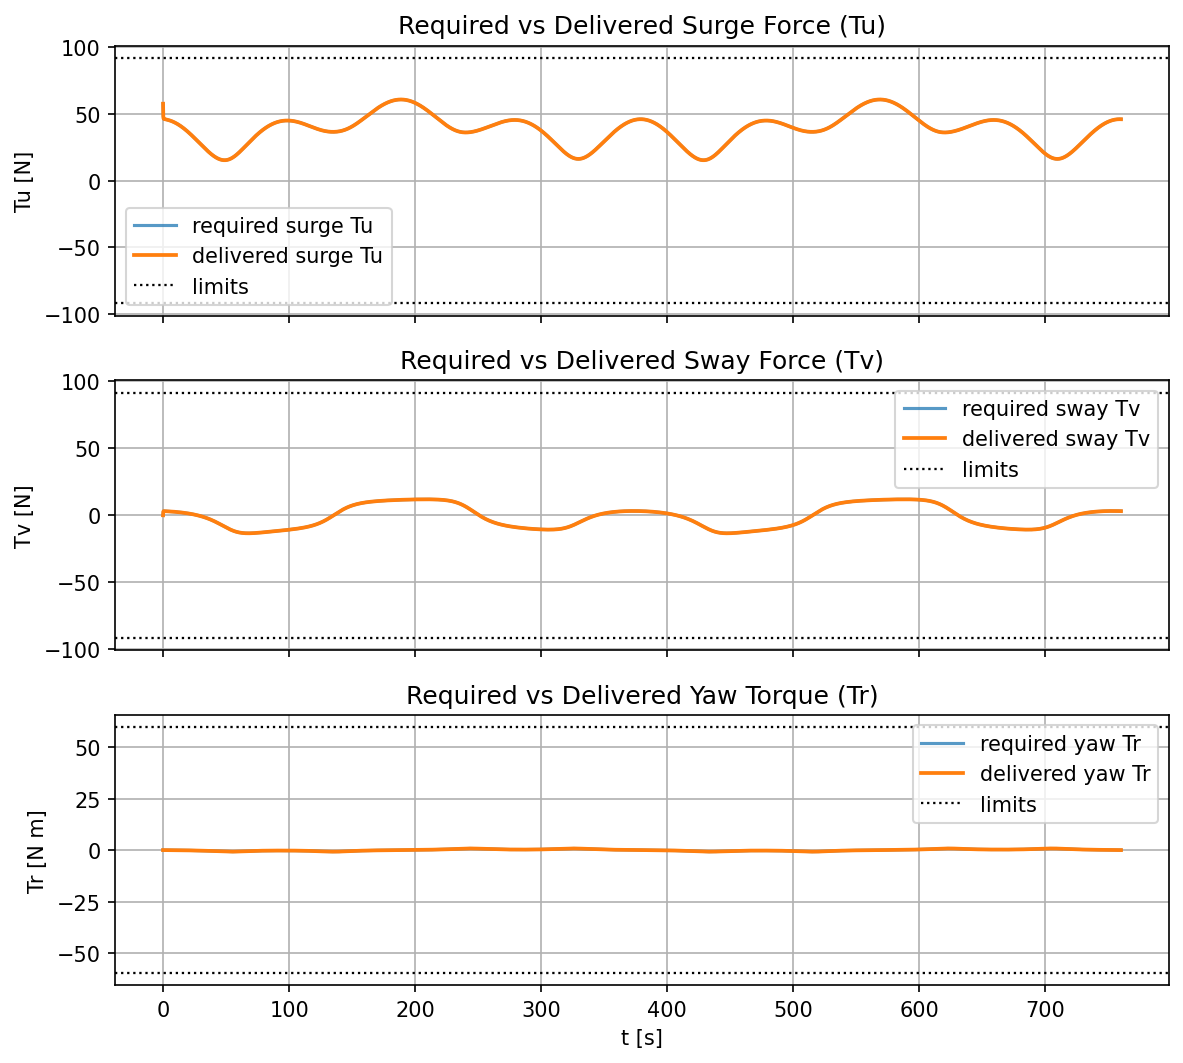 Required vs Delivered Surge Force (Tu)
100
50
0
−50
−100
Tu [N]
required surge Tu
delivered surge Tu
limits
Required vs Delivered Sway Force (Tv)
100
50
0
−50
−100
Tv [N]
required sway Tv
delivered sway Tv
limits
Required vs Delivered Yaw Torque (Tr)
50
25
0
−25
−50
Tr [N m]
required yaw Tr
delivered yaw Tr
limits
0 100 200 300 400 500 600 700
t [s]